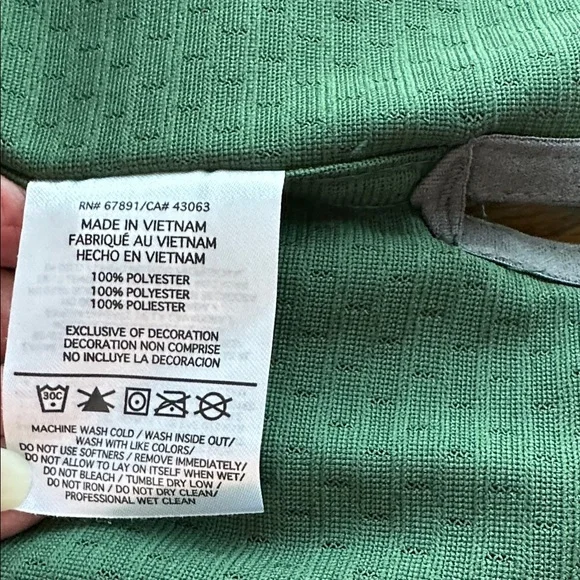 RN# 67891/CA# 43063
MADE IN VIETNAM
FABRIQUÉ AU VIETNAM
HECHO EN VIETNAM
100% POLYESTER
100% POLYESTER
100% POLIESTER
EXCLUSIVE OF DECORATION
DECORATION NON COMPRISE
NO INCLUYE LA DECORACION
30C
MACHINE WASH COLD / WASH INSIDE OUT/
WASH WITH LIKE COLORS/
DO NOT USE SOFTNERS / REMOVE IMMEDIATELY/
DO NOT ALLOW TO LAY ON ITSELF WHEN WET/
DO NOT BLEACH / TUMBLE DRY LOW /
DO NOT IRON / DO NOT DRY CLEAN/
PROFESSIONAL WET CLEAN